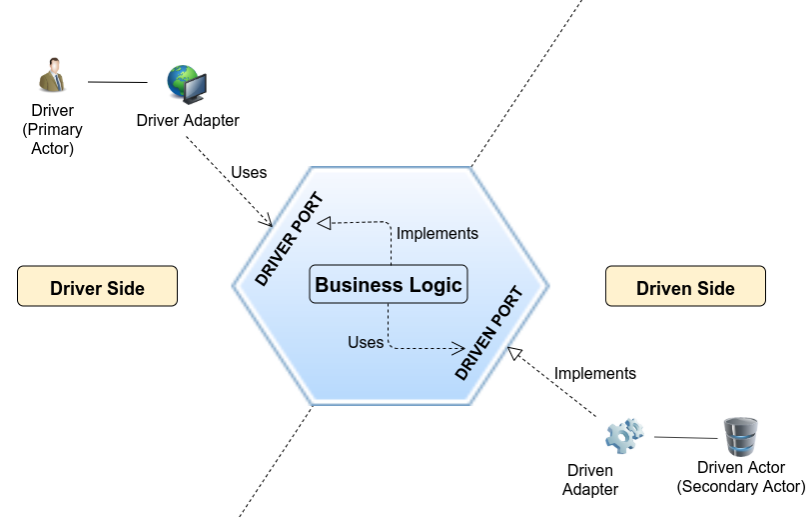 Driver
(Primary
Actor)
Driver Adapter
Uses
DRIVER PORT
Implements
Driver Side
Business Logic
Driven Side
Uses
DRIVEN PORT
Implements
Driven
Adapter
Driven Actor
(Secondary Actor)